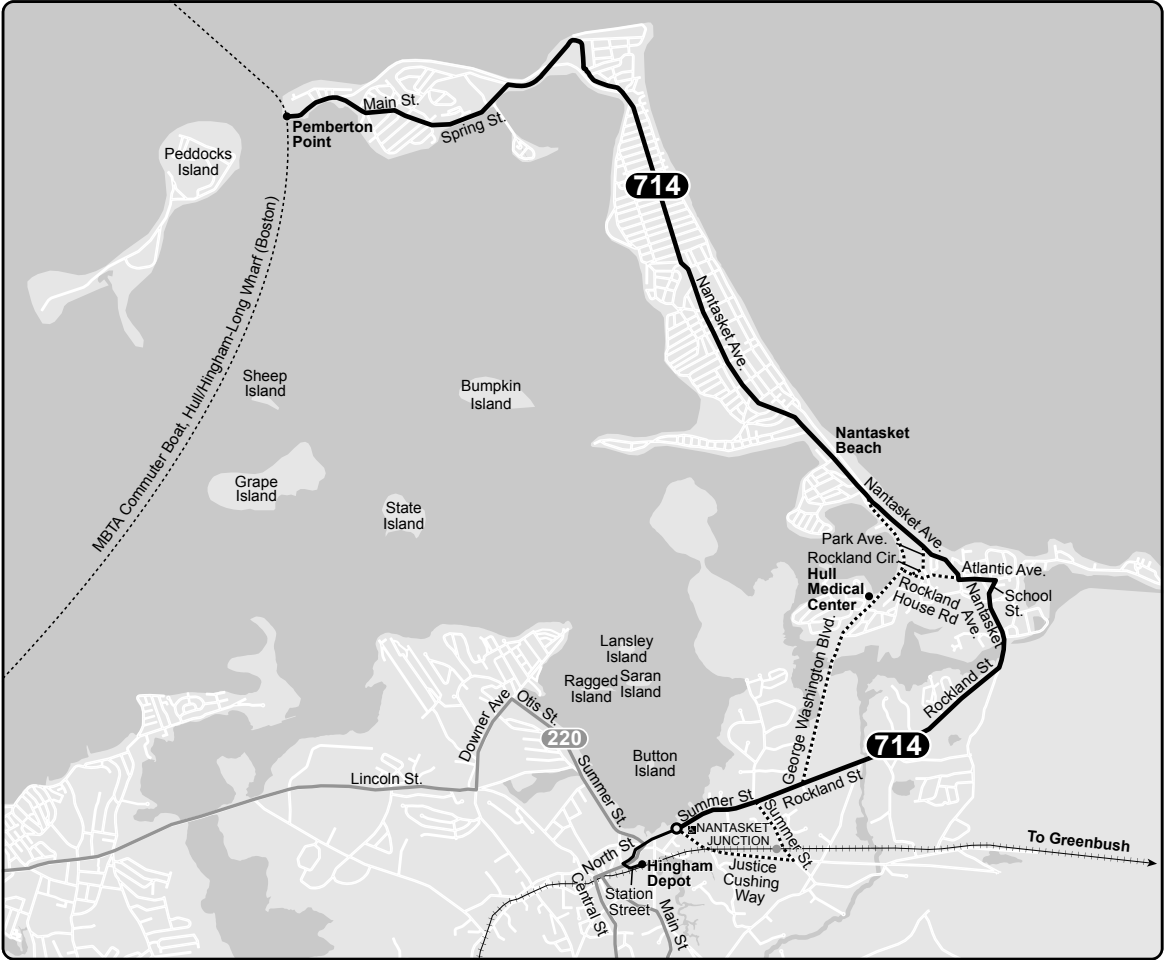 Main St.
Spring St.
Pemberton
Point
Peddocks
Island
714
MBTA Commuter Boat, Hull/Hingham-Long Wharf (Boston)
Nantasket Ave.
Sheep
Island
Bumpkin
Island
Nantasket
Beach
Grape
Island
State
Island
Nantasket Ave.
Park Ave.
Rockland Cir.
Hull
Medical
Center
Atlantic Ave.
School
St.
Rockland
House Rd
Nantasket
Ave.
Lansley
Island
Ragged
Island
Saran
Island
George Washington Blvd.
Rockland St
Downer Ave
Otis St.
220
714
Button
Island
Lincoln St.
Summer St.
Summer St
Rockland St
Summer St.
NANTASKET
JUNCTION
North St
To Greenbush
Hingham
Depot
Justice
Cushing
Way
Station
Street
Central St
Main St